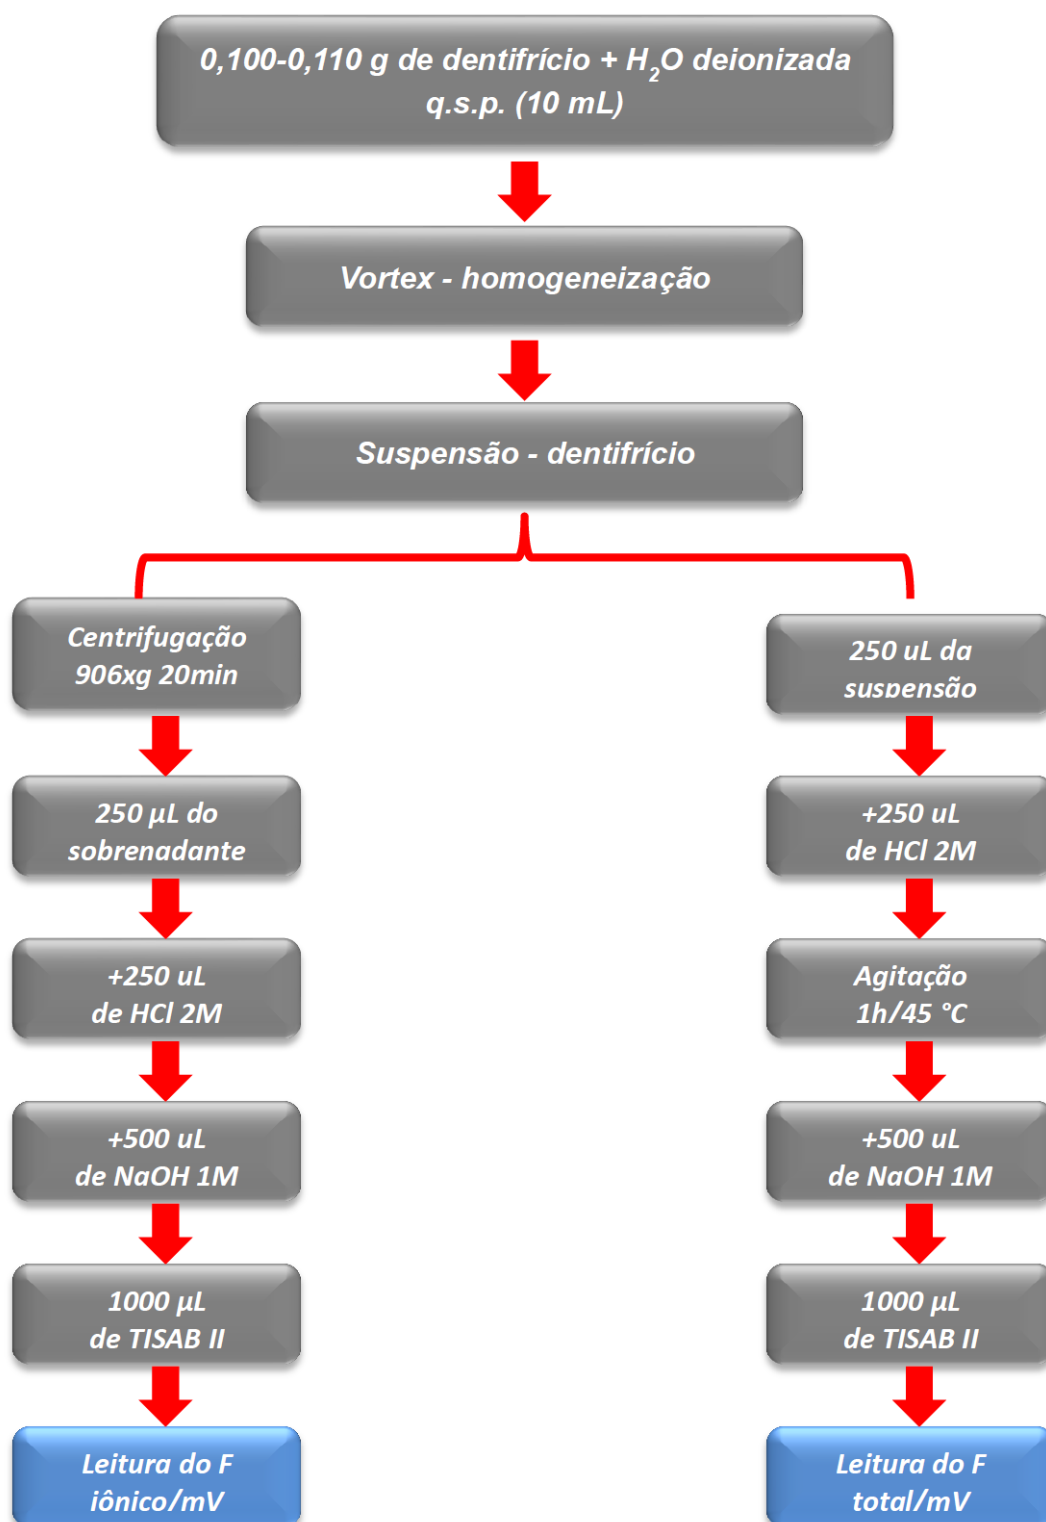 0,100-0,110 g de dentifrício + H₂O deionizada
q.s.p. (10 mL)
Vortex - homogeneização
Suspensão - dentifrício
Centrifugação
906xg 20min
250 µL do
sobrenadante
+250 uL
de HCl 2M
+500 uL
de NaOH 1M
1000 µL
de TISAB II
Leitura do F
iônico/mV
250 uL da
suspensão
+250 uL
de HCl 2M
Agitação
1h/45 °C
+500 uL
de NaOH 1M
1000 µL
de TISAB II
Leitura do F
total/mV